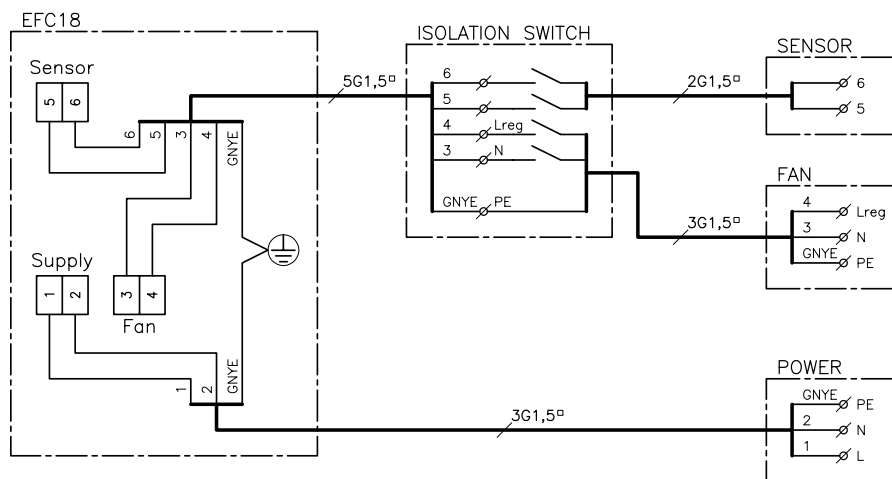 EFC18
Sensor
5 6
6 5 3 4 GNYE
Supply
1 2
3 4
Fan
1 2 GNYE
5G1,5□
ISOLATION SWITCH
6
5
4 Lreg
3 N
GNYE PE
2G1,5□
SENSOR
6
5
3G1,5□
FAN
4 Lreg
3 N
GNYE PE
3G1,5□
POWER
GNYE PE
2 N
1 L